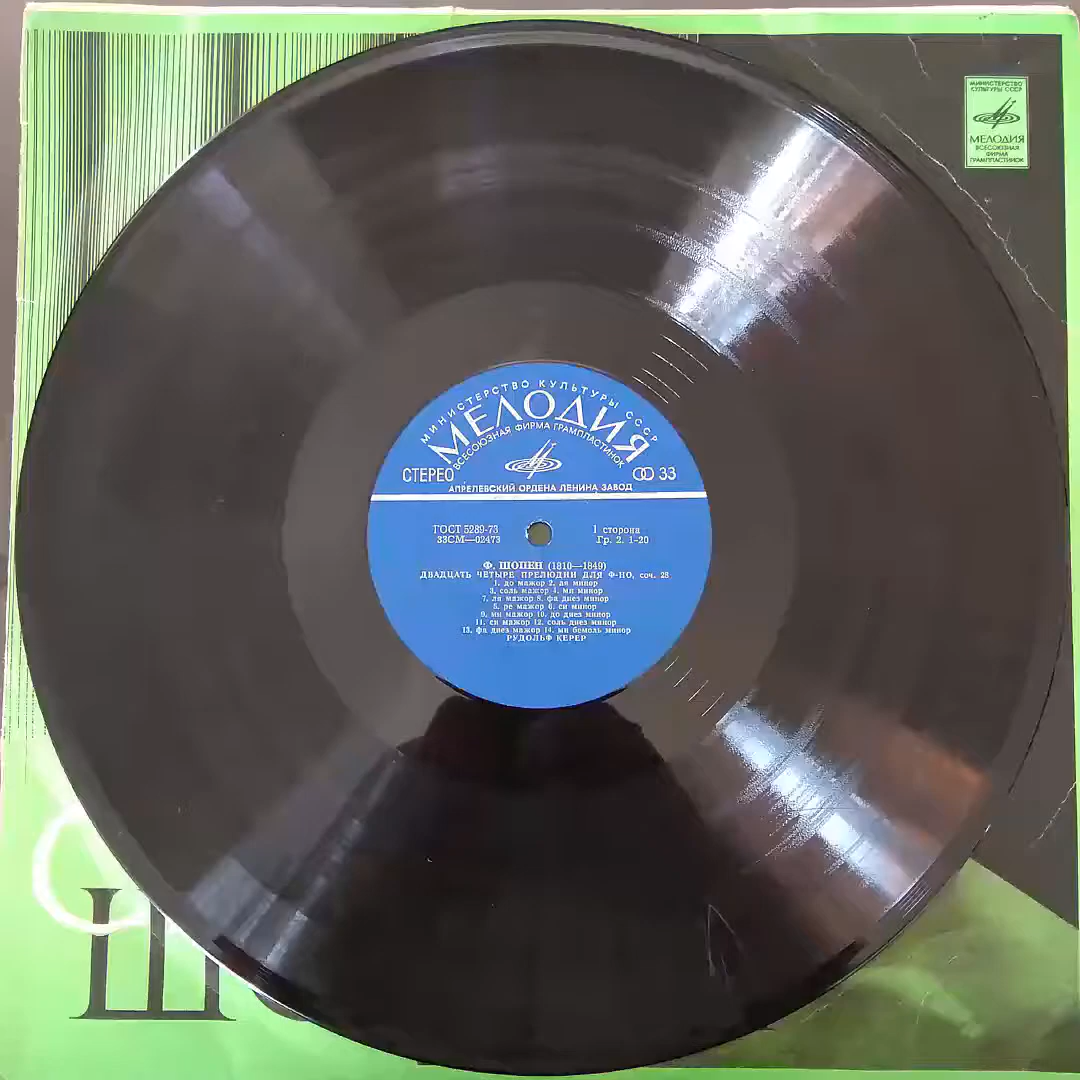 МИНИСТЕРСТВО
КУЛЬТУРЫ СССР
МЕЛОДИЯ
ВСЕСОЮЗНАЯ
ФИРМА
ГРАМПЛАСТИНОК
МИНИСТЕРСТВО КУЛЬТУРЫ СССР
МЕЛОДИЯ
ВСЕСОЮЗНАЯ ФИРМА ГРАМПЛАСТИНОК
СТЕРЕО 33
АПРЕЛЕВСКИЙ ОРДЕНА ЛЕНИНА ЗАВОД
ГОСТ 5289-73 1 сторона
33СМ—02473 Гр. 2. 1-20
Ф. ШОПЕН (1810—1849)
ДВАДЦАТЬ ЧЕТЫРЕ ПРЕЛЮДИИ ДЛЯ Ф-НО, соч. 28
1. до мажор 2. ля минор
3. соль мажор 4. ми минор
7. ля мажор 8. фа диез минор
5. ре мажор 6. си минор
9. ми мажор 10. до диез минор
11. си мажор 12. соль диез минор
13. фа диез мажор 14. ми бемоль минор
РУДОЛЬФ КЕРЕР
Ш